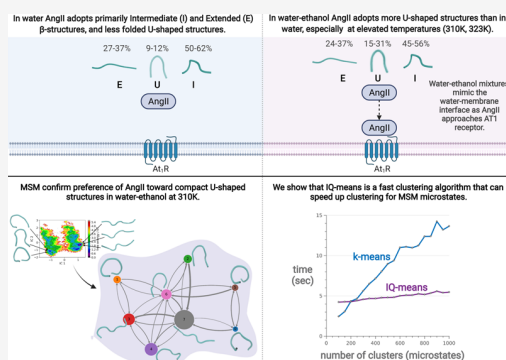 In water AngII adopts primarily Intermediate (I) and Extended (E)
β-structures, and less folded U-shaped structures.
27-37% 9-12% 50-62%
E U I
AngII
At₁R
In water-ethanol AngII adopts more U-shaped structures than in
water, especially at elevated temperatures (310K, 323K).
24-37% 15-31% 45-56%
E U I
AngII
AngII
At₁R
Water-ethanol mixtures
mimic the
water-membrane
interface as AngII
approaches AT1
receptor.
MSM confirm preference of AngII toward compact U-shaped
structures in water-ethanol at 310K.
We show that IQ-means is a fast clustering algorithm that can
speed up clustering for MSM microstates.
15
10
5
0
time
(sec)
k-means
IQ-means
0 100 200 300 400 500 600 700 800 900 1000
number of clusters (microstates)